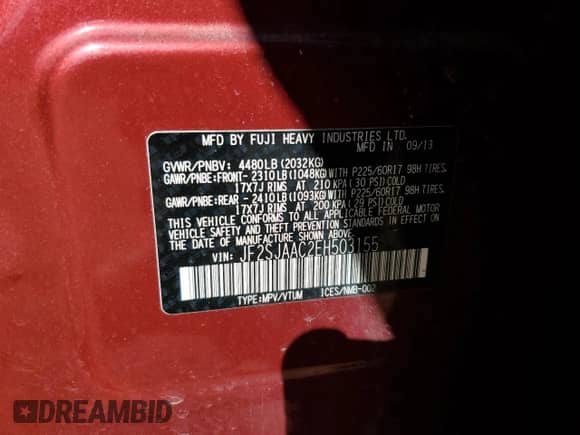 MFD BY FUJI HEAVY INDUSTRIES LTD.
MFD IN 09/13
GVWR/PNBV: 4480LB (2032KG)
GAWR/PNBE:FRONT- 2310LB (1048KG) WITH P225/60R17 98H TIRES,
17X7J RIMS AT 210 KPA (30 PSI) COLD
GAWR/PNBE:REAR - 2410LB (1093KG) WITH P225/60R17 98H TIRES,
17X7J RIMS AT 200 KPA (29 PSI) COLD
THIS VEHICLE CONFORMS TO ALL APPLICABLE FEDERAL MOTOR
VEHICLE SAFETY AND BUMPER STANDARDS IN EFFECT ON
THE DATE OF MANUFACTURE SHOWN ABOVE.
VIN: JF2SJAAC2EH503155
TYPE:MPV/VTUM ICES/NMB-002
DREAMBID